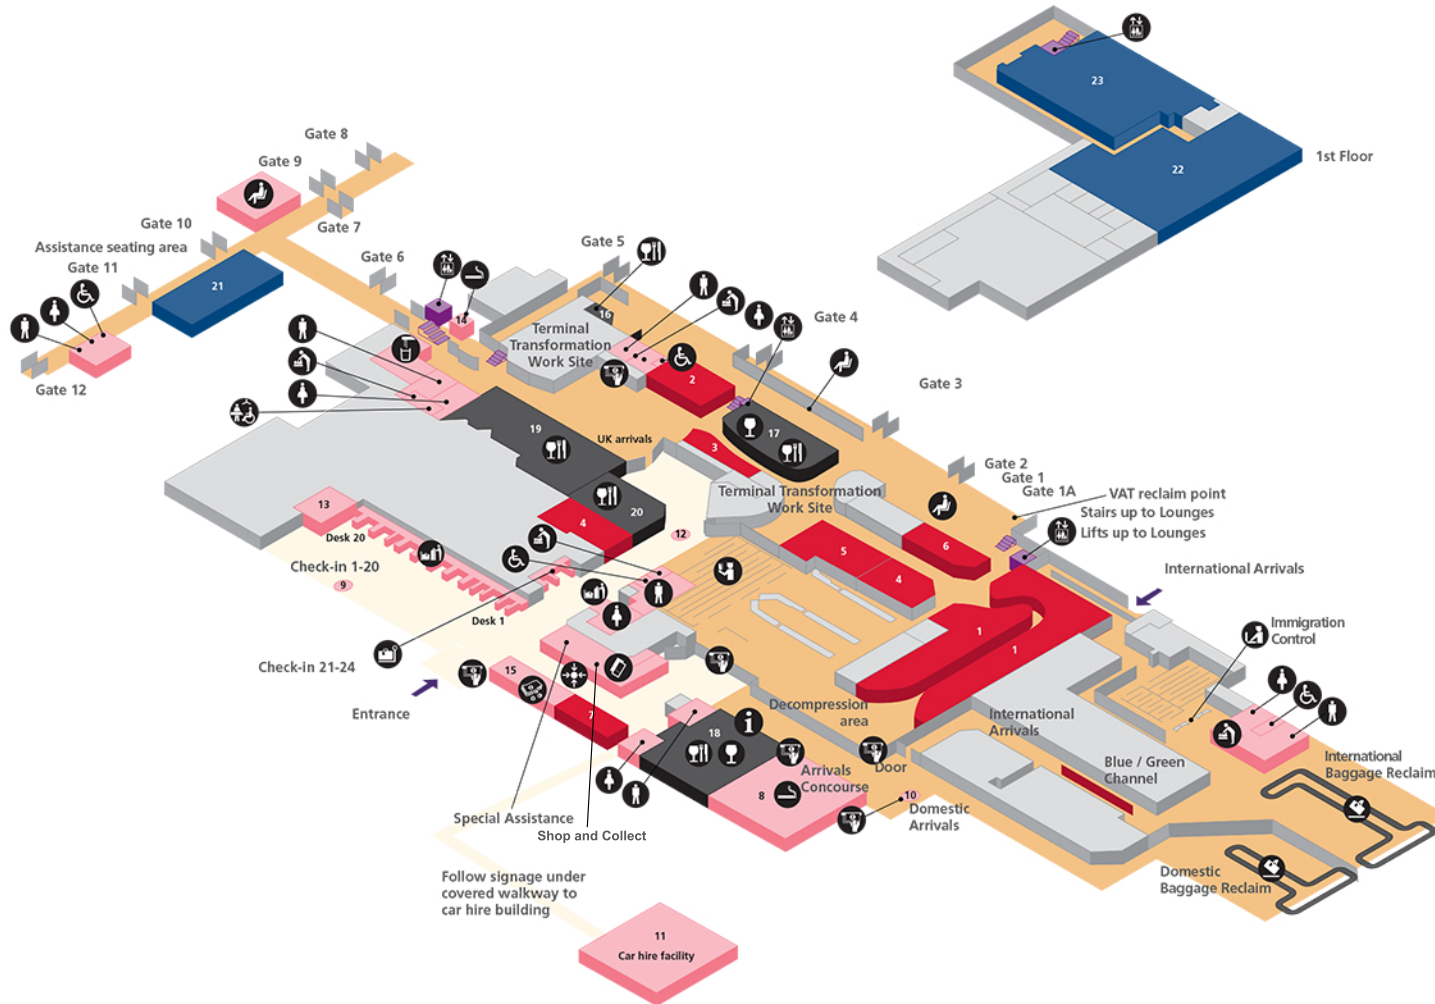 23
1st Floor
22
Gate 8
Gate 9
Gate 7
Gate 10
Assistance seating area
Gate 11
21
Gate 12
Gate 6
Gate 5
14
16
Terminal
Transformation
Work Site
Gate 4
2
Gate 3
17
19
UK arrivals
3
Gate 2
Gate 1
Gate 1A
VAT reclaim point
Stairs up to Lounges
Lifts up to Lounges
Terminal Transformation
Work Site
20
4
13
Desk 20
12
5
6
4
International Arrivals
Check-in 1-20
9
Desk 1
Immigration
Control
1
1
Check-in 21-24
15
Entrance
7
Decompression
area
International
Arrivals
18
Door
Blue / Green
Channel
International
Baggage Reclaim
Arrivals
Concourse
8
10
Domestic
Arrivals
Special Assistance
Shop and Collect
Domestic
Baggage Reclaim
Follow signage under
covered walkway to
car hire building
11
Car hire facility